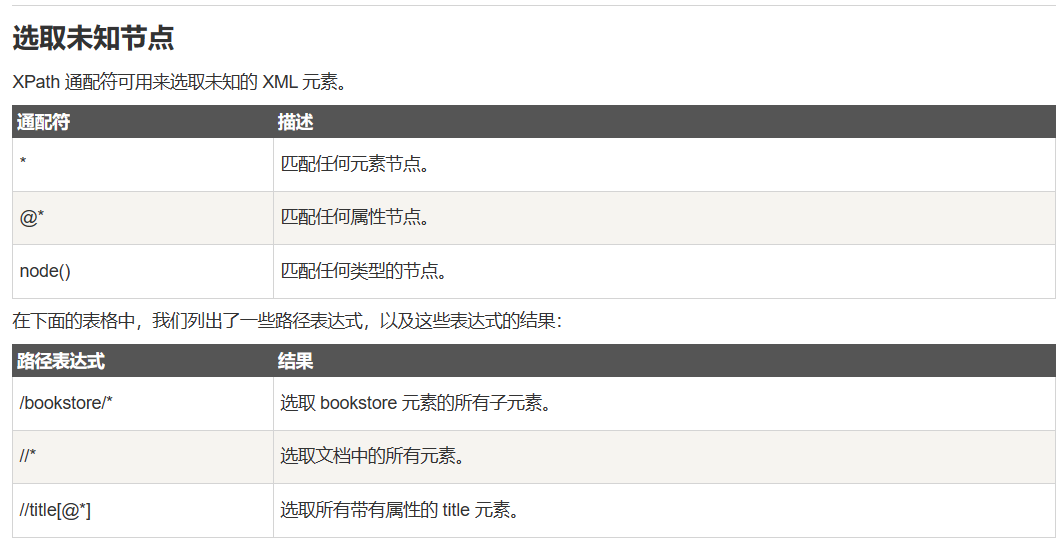 选取未知节点
XPath 通配符可用来选取未知的 XML 元素。
通配符 描述
* 匹配任何元素节点。
@* 匹配任何属性节点。
node() 匹配任何类型的节点。
在下面的表格中，我们列出了一些路径表达式，以及这些表达式的结果：
路径表达式 结果
/bookstore/* 选取 bookstore 元素的所有子元素。
//* 选取文档中的所有元素。
//title[@*] 选取所有带有属性的 title 元素。